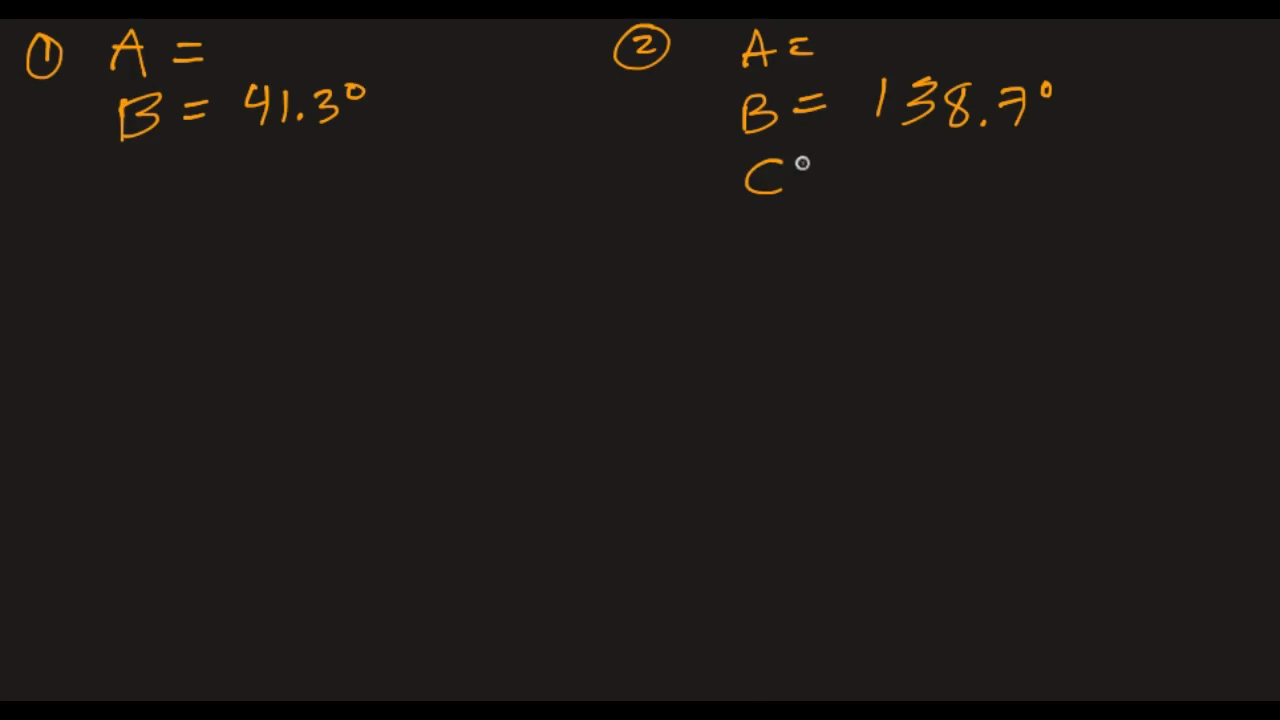 ① A =
B = 41.3°
② A =
B = 138.7°
C